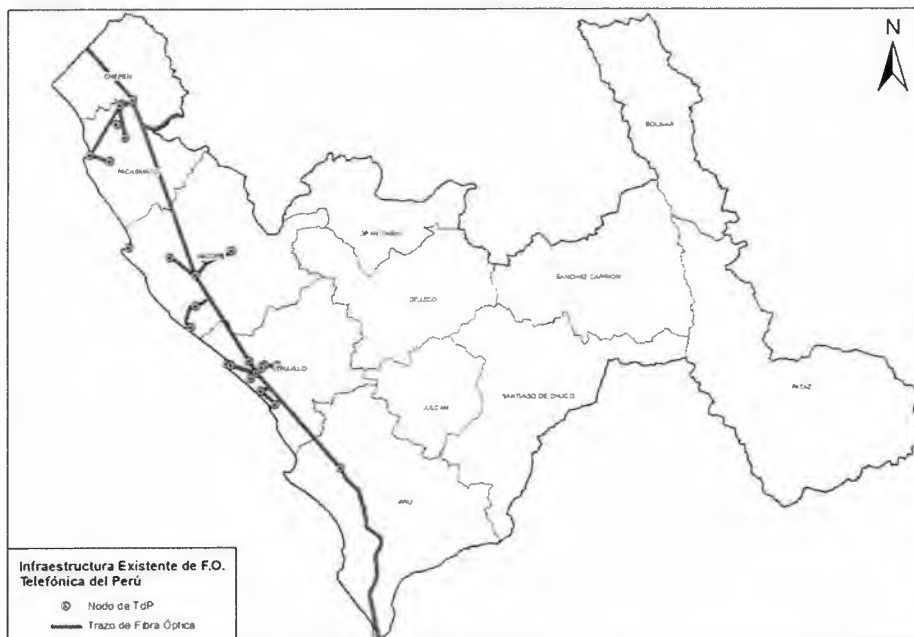 N
CHEPEN
BOLIVAR
PACASMAYO
SANCHEZ CARRION
OTUZCO
TRUJILLO
PATAZ
JULCAN
SANTIAGO DE CHUCO
VIRU
Infraestructura Existente de F.O.
Telefónica del Perú
Nodo de TdP
Trazo de Fibra Óptica